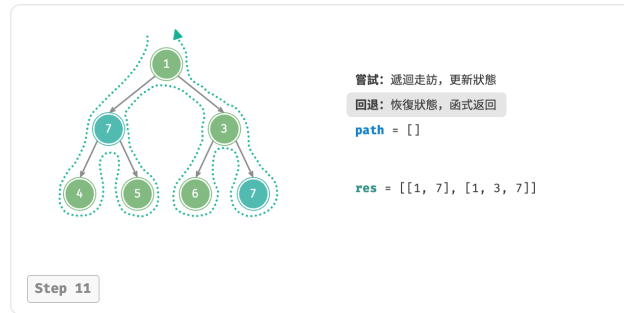 1
7
3
4
5
6
7
嘗試：遞迴走訪，更新狀態
回退：恢復狀態，函式返回
path = []
res = [[1, 7], [1, 3, 7]]
Step 11